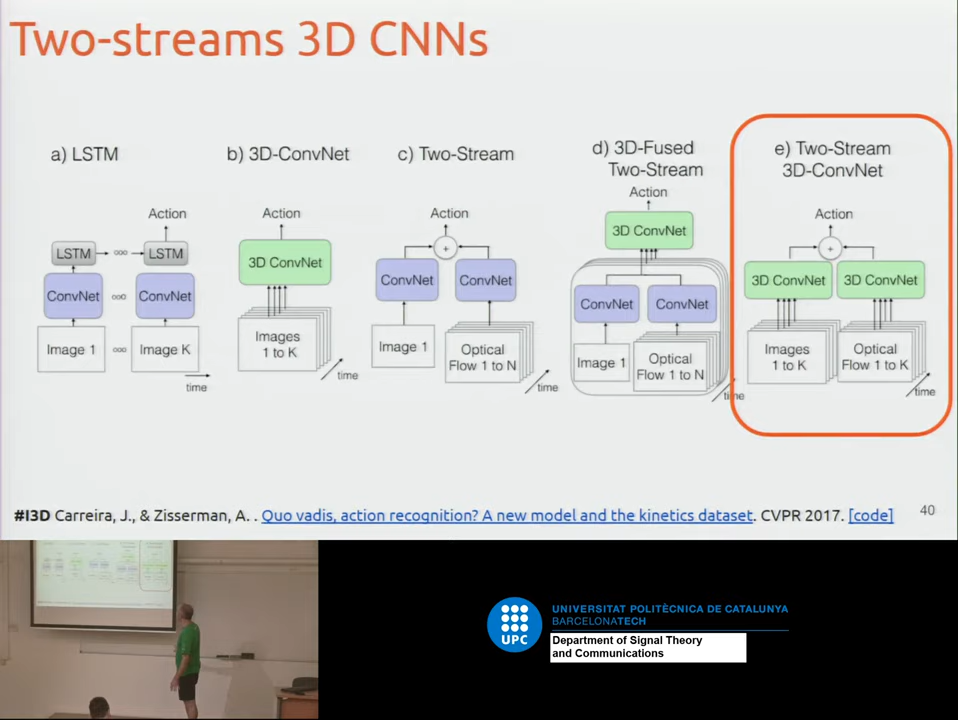 Two-streams 3D CNNs
a) LSTM
Action
LSTM
LSTM
ConvNet
ConvNet
Image 1
Image K
time
b) 3D-ConvNet
Action
3D ConvNet
Images
1 to K
time
c) Two-Stream
Action
+
ConvNet
ConvNet
Image 1
Optical
Flow 1 to N
time
d) 3D-Fused
Two-Stream
Action
3D ConvNet
ConvNet
ConvNet
Image 1
Optical
Flow 1 to N
time
e) Two-Stream
3D-ConvNet
Action
+
3D ConvNet
3D ConvNet
Images
1 to K
Optical
Flow 1 to K
time
#I3D Carreira, J., & Zisserman, A. . Quo vadis, action recognition? A new model and the kinetics dataset. CVPR 2017. [code]
40
UPC
UNIVERSITAT POLITÈCNICA DE CATALUNYA
BARCELONATECH
Department of Signal Theory
and Communications